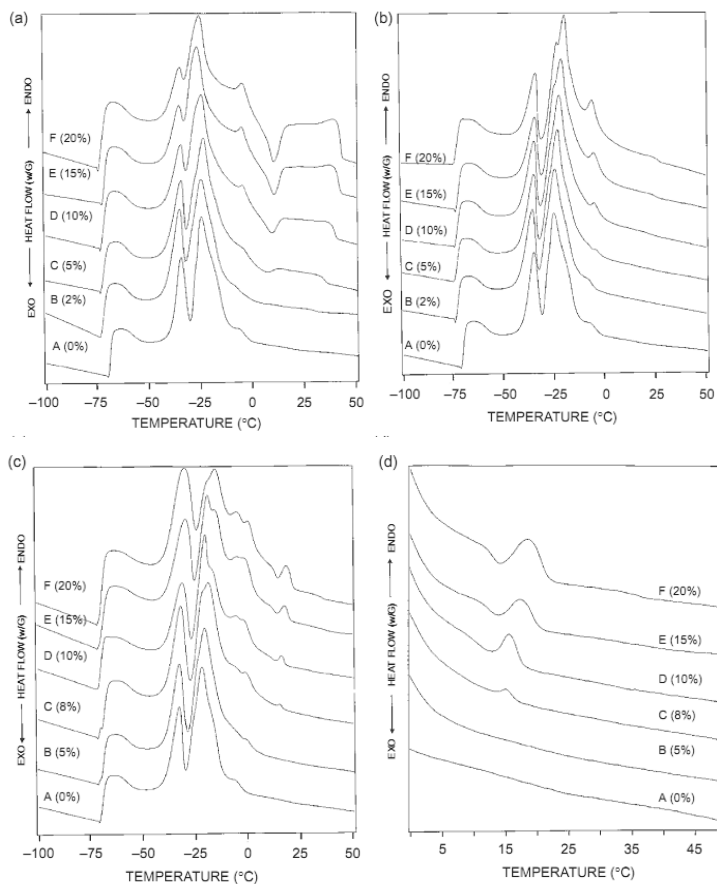 (a)
EXO ← HEAT FLOW (w/G) → ENDO
F (20%)
E (15%)
D (10%)
C (5%)
B (2%)
A (0%)
−100 −75 −50 −25 0 25 50
TEMPERATURE (°C)
(b)
EXO ← HEAT FLOW (w/G) → ENDO
F (20%)
E (15%)
D (10%)
C (5%)
B (2%)
A (0%)
−100 −75 −50 −25 0 25 50
TEMPERATURE (°C)
(c)
EXO ← HEAT FLOW (w/G) → ENDO
F (20%)
E (15%)
D (10%)
C (8%)
B (5%)
A (0%)
−100 −75 −50 −25 0 25 50
TEMPERATURE (°C)
(d)
EXO ← HEAT FLOW (w/G) → ENDO
F (20%)
E (15%)
D (10%)
C (8%)
B (5%)
A (0%)
5 15 25 35 45
TEMPERATURE (°C)